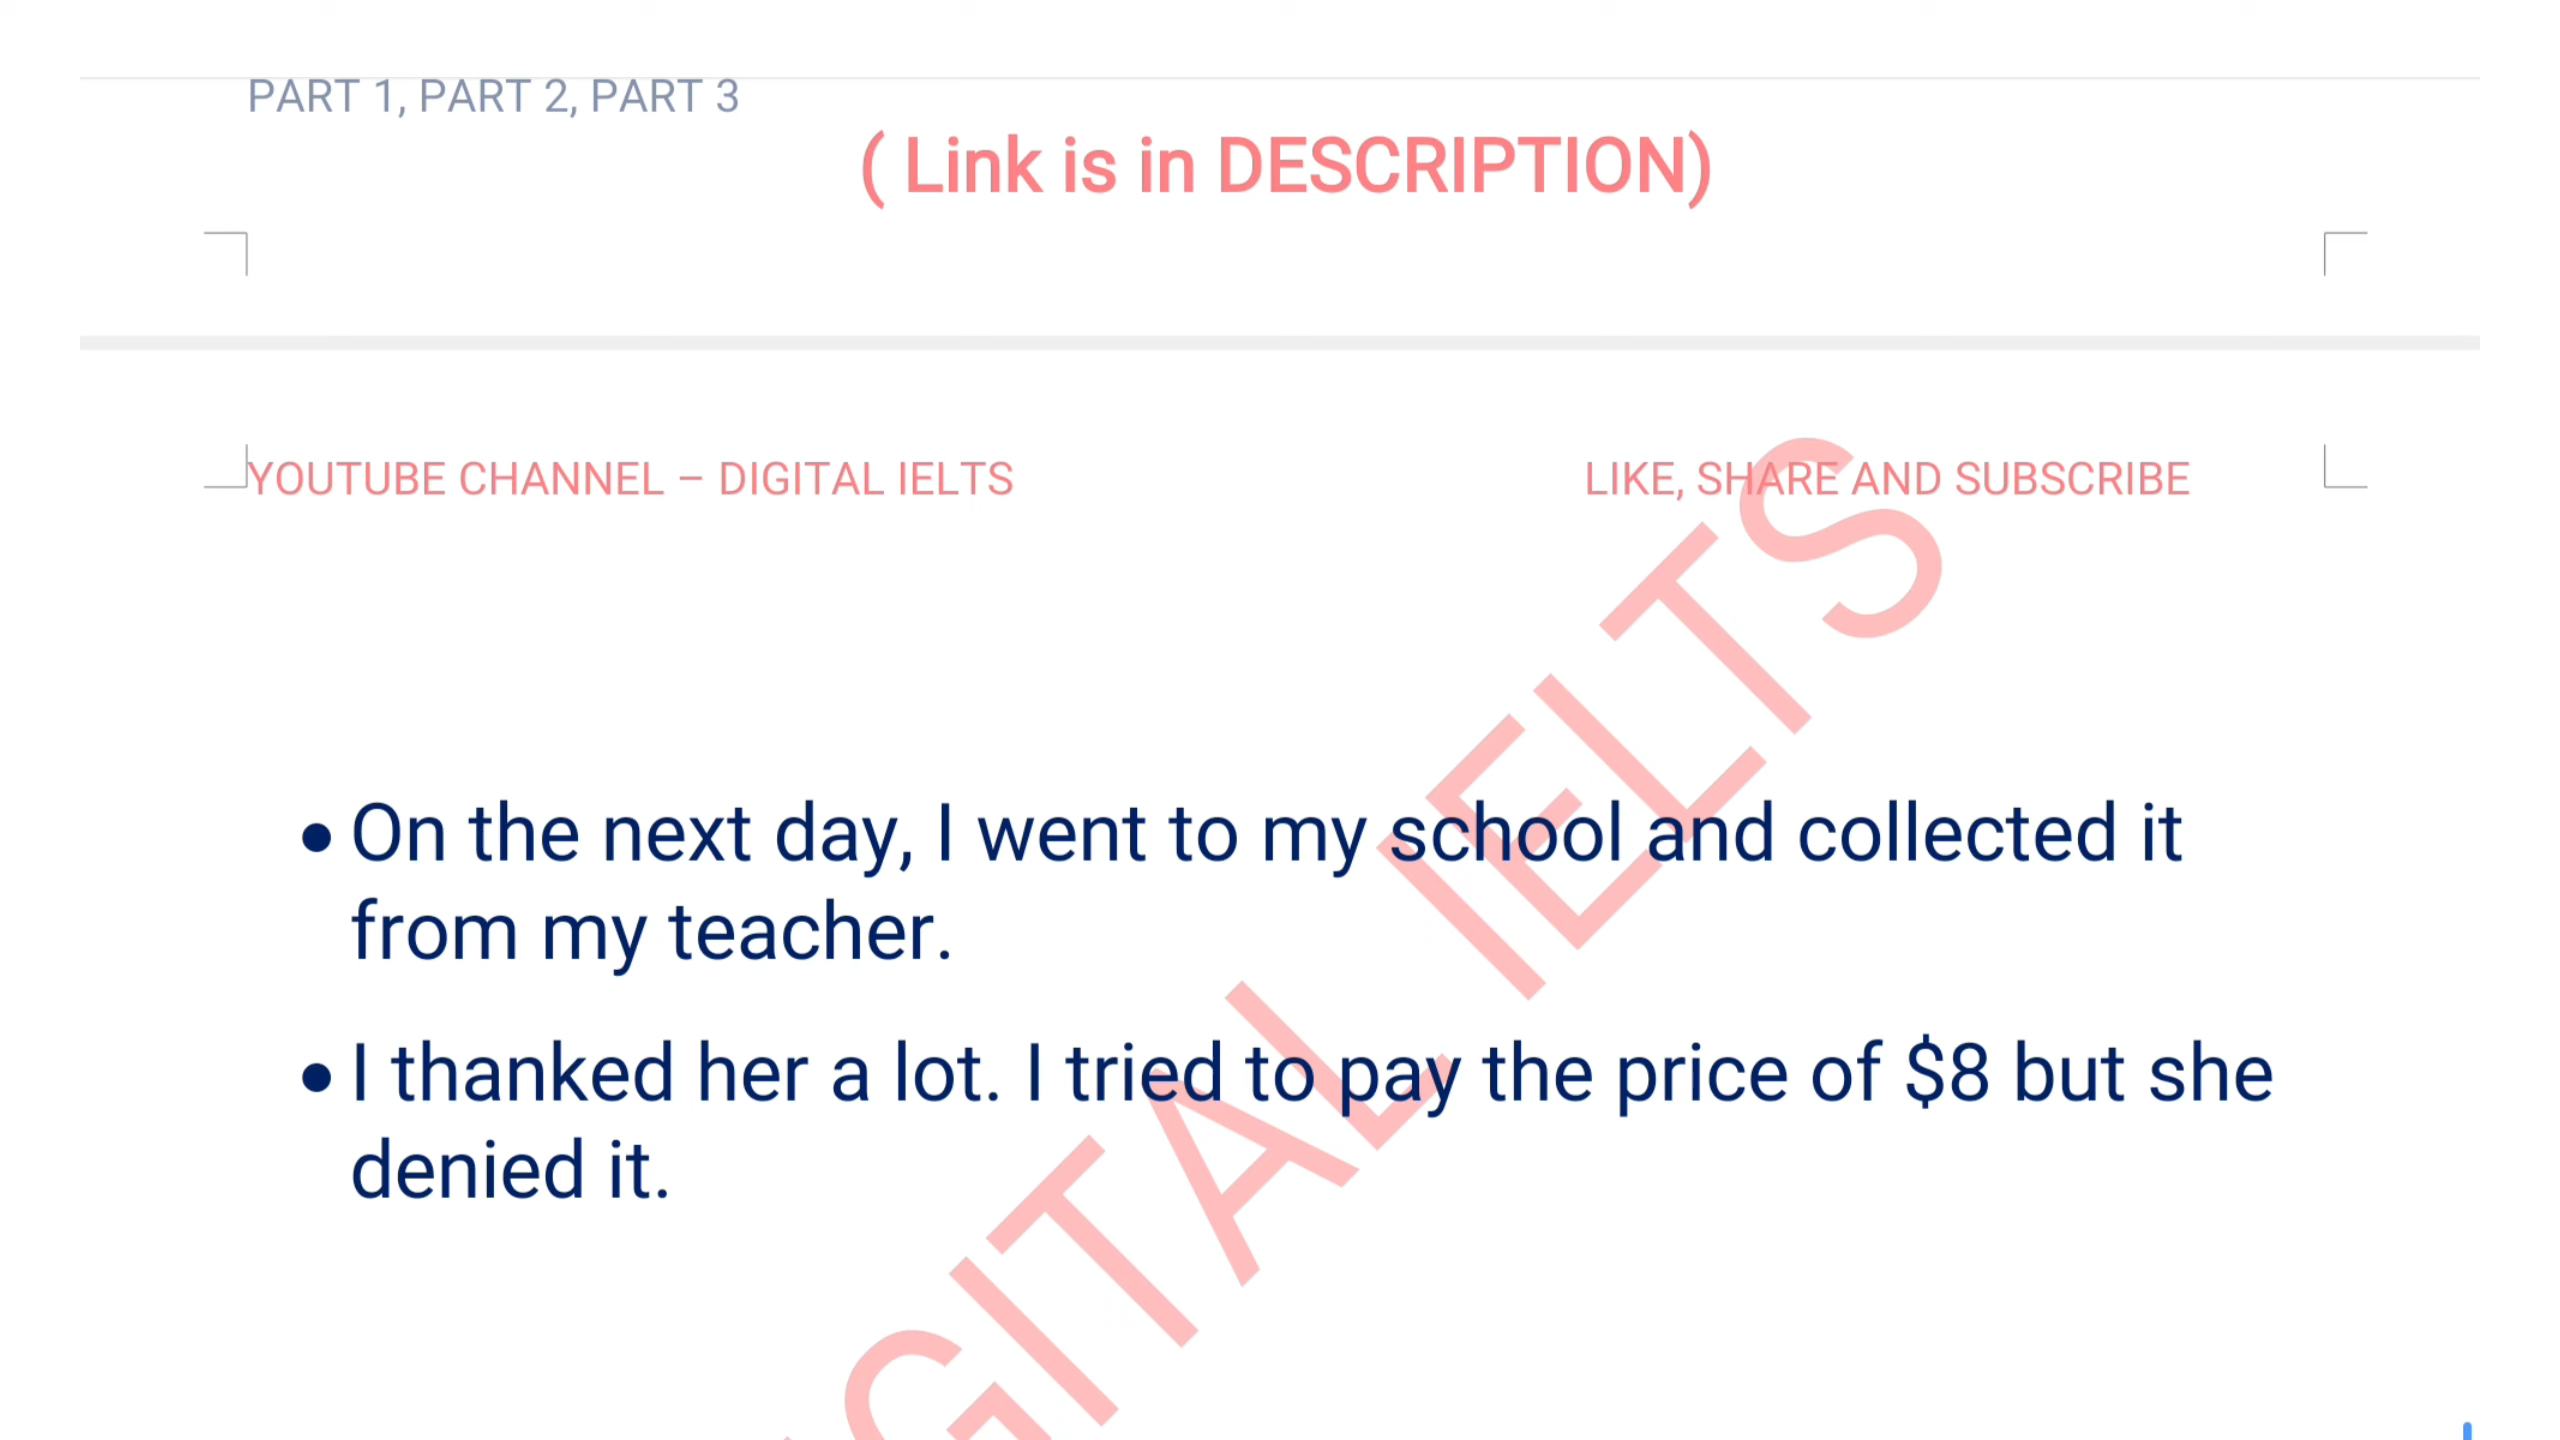 PART 1, PART 2, PART 3
( Link is in DESCRIPTION)
YOUTUBE CHANNEL – DIGITAL IELTS
LIKE, SHARE AND SUBSCRIBE
• On the next day, I went to my school and collected it
from my teacher.
• I thanked her a lot. I tried to pay the price of $8 but she
denied it.
GITAL IELTS